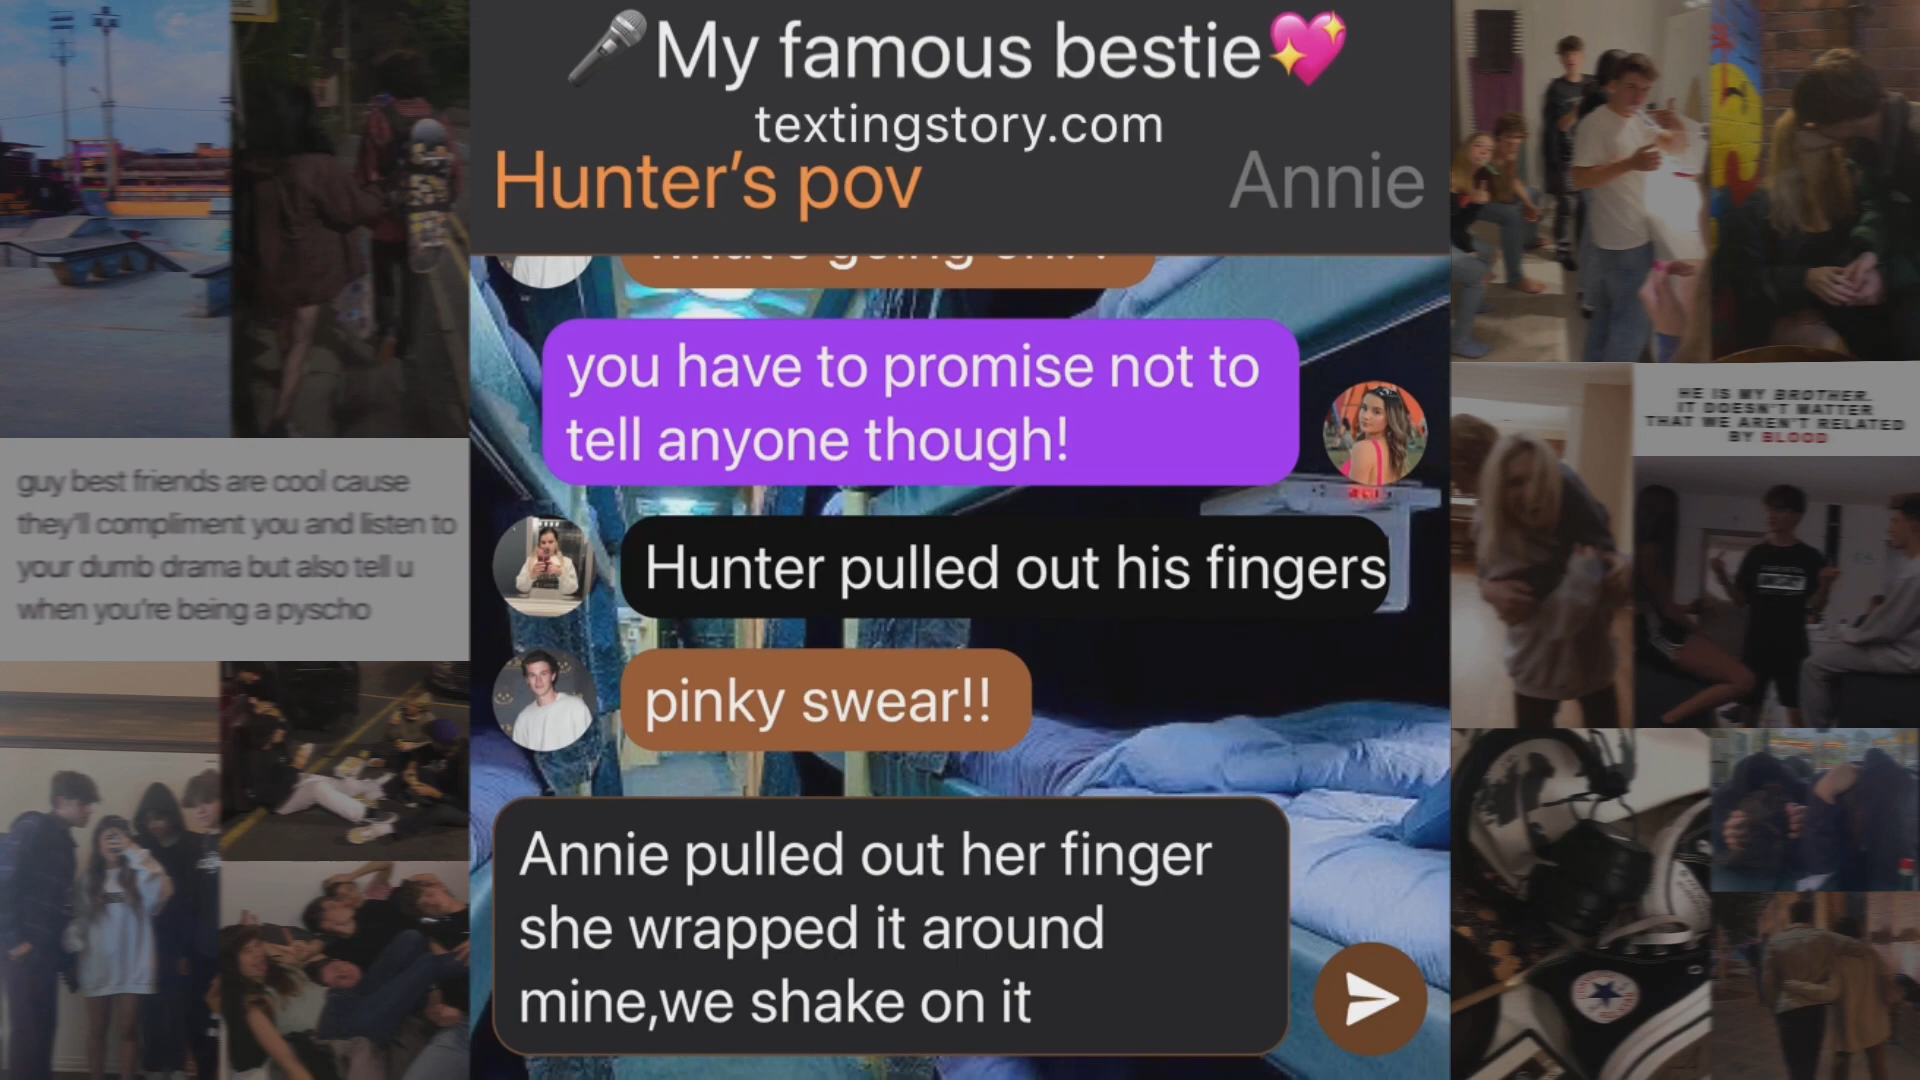 My famous bestie
textingstory.com
Hunter's pov
Annie
you have to promise not to
tell anyone though!
Hunter pulled out his fingers
pinky swear!!
Annie pulled out her finger
she wrapped it around
mine,we shake on it
guy best friends are cool cause
they'll compliment you and listen to
your dumb drama but also tell u
when you're being a pyscho
HE IS MY BROTHER.
IT DOESN'T MATTER
THAT WE AREN'T RELATED
BY BLOOD